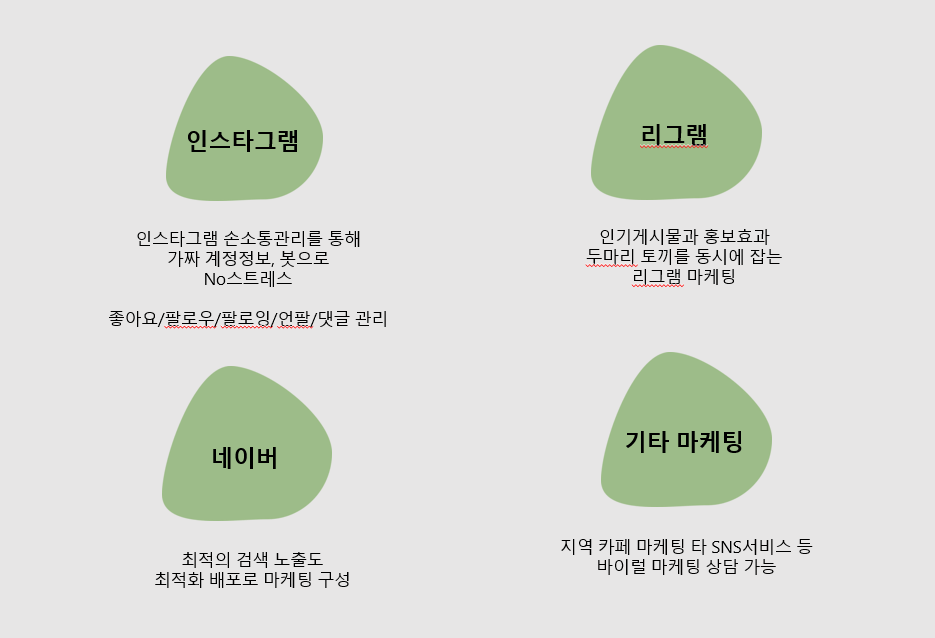 인스타그램
인스타그램 손소통관리를 통해
가짜 계정정보, 봇으로
No스트레스
좋아요/팔로우/팔로잉/언팔/댓글 관리
리그램
인기게시물과 홍보효과
두마리 토끼를 동시에 잡는
리그램 마케팅
네이버
최적의 검색 노출도
최적화 배포로 마케팅 구성
기타 마케팅
지역 카페 마케팅 타 SNS서비스 등
바이럴 마케팅 상담 가능